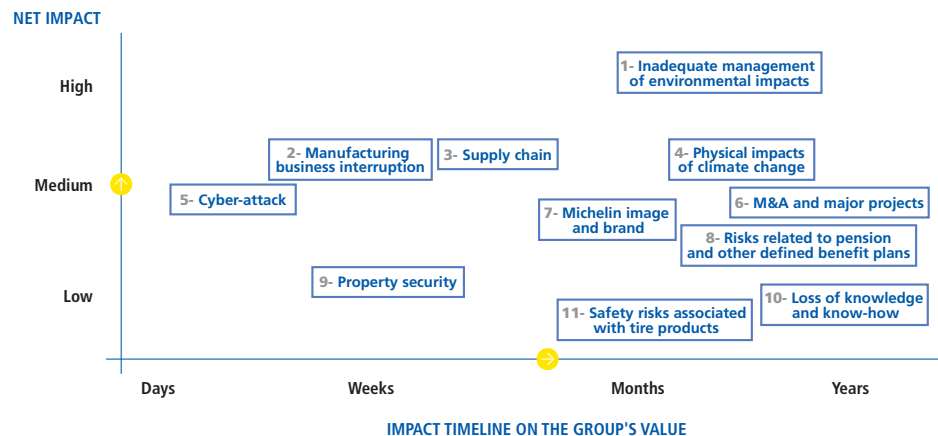 NET IMPACT
High
1- Inadequate management
of environmental impacts
2- Manufacturing
business interruption
3- Supply chain
4- Physical impacts
of climate change
Medium
5- Cyber-attack
6- M&A and major projects
7- Michelin image
and brand
8- Risks related to pension
and other defined benefit plans
9- Property security
Low
10- Loss of knowledge
and know-how
11- Safety risks associated
with tire products
Days
Weeks
Months
Years
IMPACT TIMELINE ON THE GROUP'S VALUE